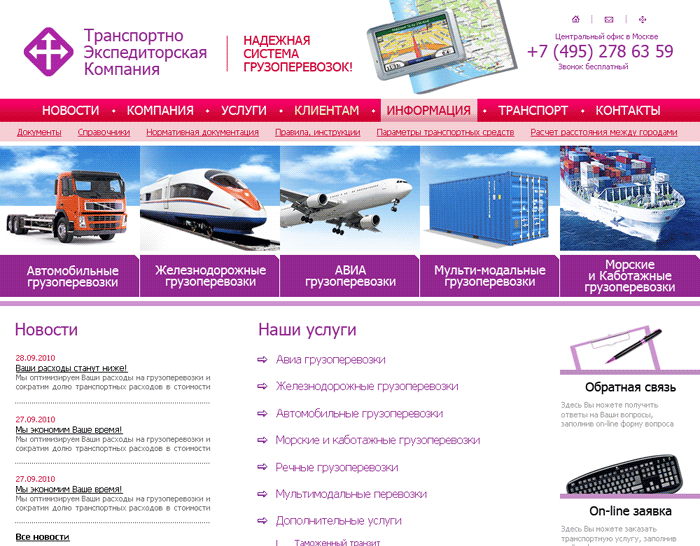 Транспортно
Экспедиторская
Компания
НАДЕЖНАЯ
СИСТЕМА
ГРУЗОПЕРЕВОЗОК!
Центральный офис в Москве
+7 (495) 278 63 59
Звонок бесплатный
НОВОСТИ КОМПАНИЯ УСЛУГИ КЛИЕНТАМ ИНФОРМАЦИЯ ТРАНСПОРТ КОНТАКТЫ
Документы Справочники Нормативная документация Правила, инструкции Параметры транспортных средств Расчет расстояния между городами
Автомобильные
грузоперевозки
Железнодорожные
грузоперевозки
АВИА
грузоперевозки
Мульти-модальные
грузоперевозки
Морские
и Каботажные
грузоперевозки
Новости
28.09.2010
Ваши расходы станут ниже!
Мы оптимизируем Ваши расходы на грузоперевозки и
сократим долю транспортных расходов в стоимости
27.09.2010
Мы экономим Ваше время!
Мы оптимизируем Ваши расходы на грузоперевозки и
сократим долю транспортных расходов в стоимости
27.09.2010
Мы экономим Ваше время!
Мы оптимизируем Ваши расходы на грузоперевозки и
сократим долю транспортных расходов в стоимости
Все новости
Наши услуги
Авиа грузоперевозки
Железнодорожные грузоперевозки
Автомобильные грузоперевозки
Морские и каботажные грузоперевозки
Речные грузоперевозки
Мультимодальные перевозки
Дополнительные услуги
Таможенный транзит
Обратная связь
Здесь Вы можете получить
ответы на Ваши вопросы,
заполнив on-line форму вопроса
On-line заявка
Здесь Вы можете заказать
транспортную услугу, заполнив